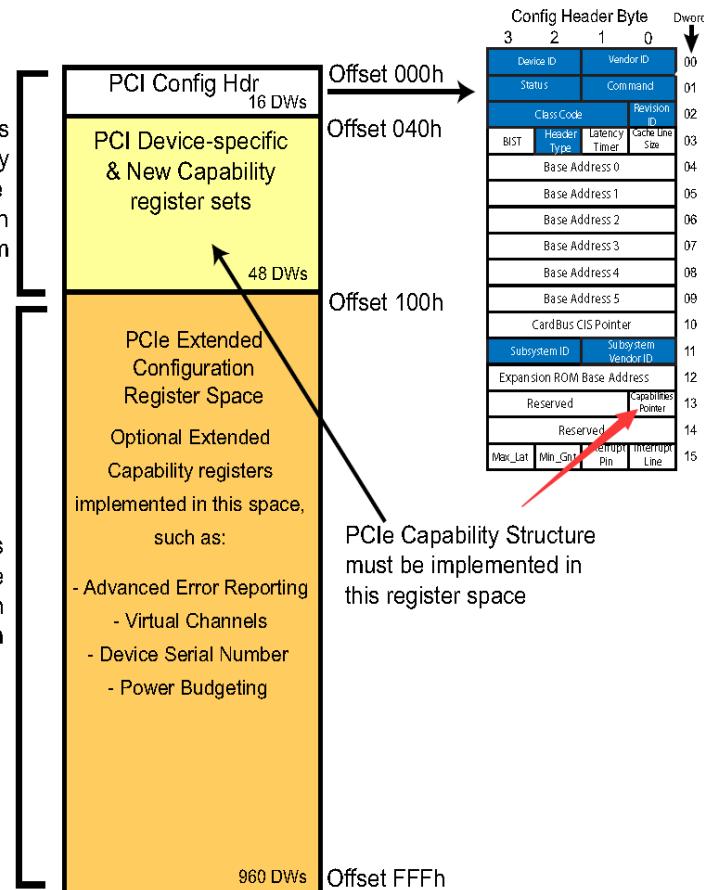 s
y
e
n
m
PCI Config Hdr
16 DWs
PCI Device-specific
& New Capability
register sets
48 DWs
PCIe Extended
Configuration
Register Space
Optional Extended
Capability registers
implemented in this space,
such as:
- Advanced Error Reporting
- Virtual Channels
- Device Serial Number
- Power Budgeting
960 DWs
s
e
n
n
Offset 000h
Offset 040h
Offset 100h
Offset FFFh
PCIe Capability Structure
must be implemented in
this register space
Config Header Byte Dword
3 2 1 0
Device ID Vendor ID 00
Status Command 01
Class Code Revision ID 02
BIST Header Type Latency Timer Cache Line Size 03
Base Address 0 04
Base Address 1 05
Base Address 2 06
Base Address 3 07
Base Address 4 08
Base Address 5 09
CardBus CIS Pointer 10
Subsystem ID Subsystem Vendor ID 11
Expansion ROM Base Address 12
Reserved Capabilities Pointer 13
Reserved 14
Max_Lat Min_Gnt Interrupt Pin Interrupt Line 15